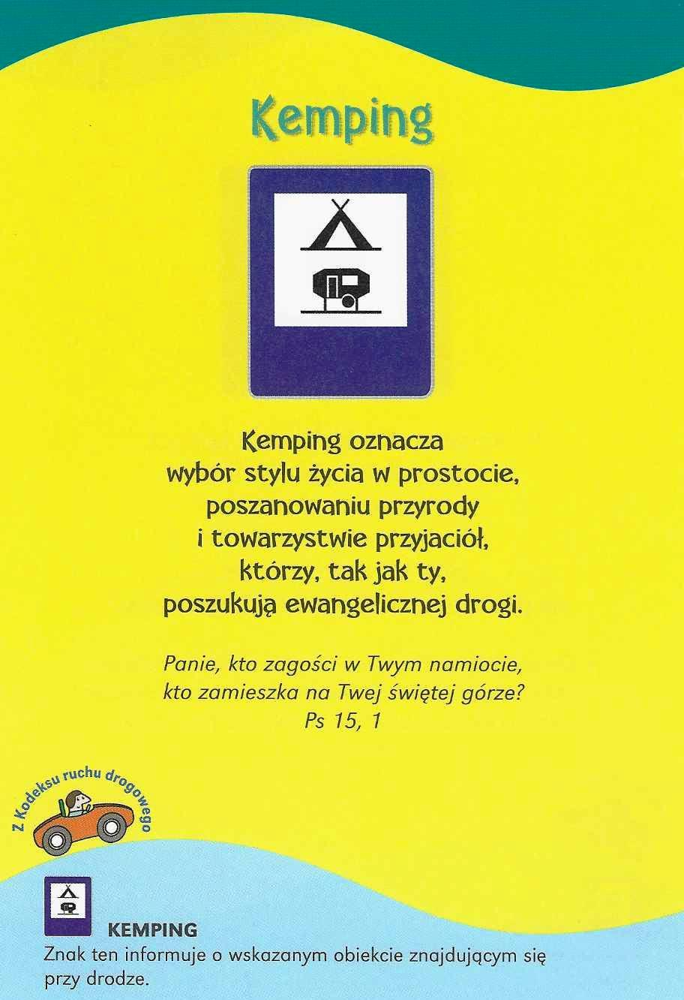 Kemping
Kemping oznacza
wybór stylu życia w prostocie,
poszanowaniu przyrody
i towarzystwie przyjaciół,
którzy, tak jak ty,
poszukują ewangelicznej drogi.
Panie, kto zagości w Twym namiocie,
kto zamieszka na Twej świętej górze?
Ps 15, 1
Z Kodeksu ruchu drogowego
KEMPING
Znak ten informuje o wskazanym obiekcie znajdującym się
przy drodze.